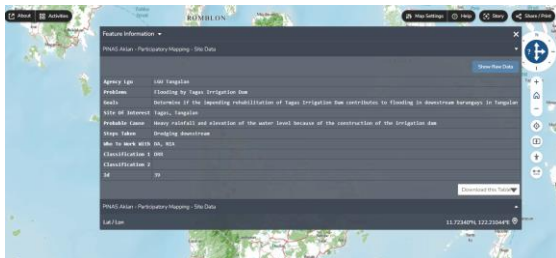 About
Activities
ROMBLON
Map Settings
Help
Story
Share / Print
Feature Information
PINAS Aklan - Participatory Mapping - Site Data
Show Raw Data
Agency Lgu LGU Tangalan
Problems Flooding by Tagas Irrigation Dam
Goals Determine if the impending rehabilitation of Tagas Irrigation Dam contributes to flooding in downstream barangays in Tangalan
Site Of Interest Tagas, Tangalan
Probable Cause Heavy rainfall and elevation of the water level because of the construction of the irrigation dam
Steps Taken Dredging downstream
Who To Work With DA, NIA
Classification 1 DRR
Classification 2
Id 39
Download this Table
PINAS Aklan - Participatory Mapping - Site Data
Lat / Lon 11.72340°N, 122.21044°E